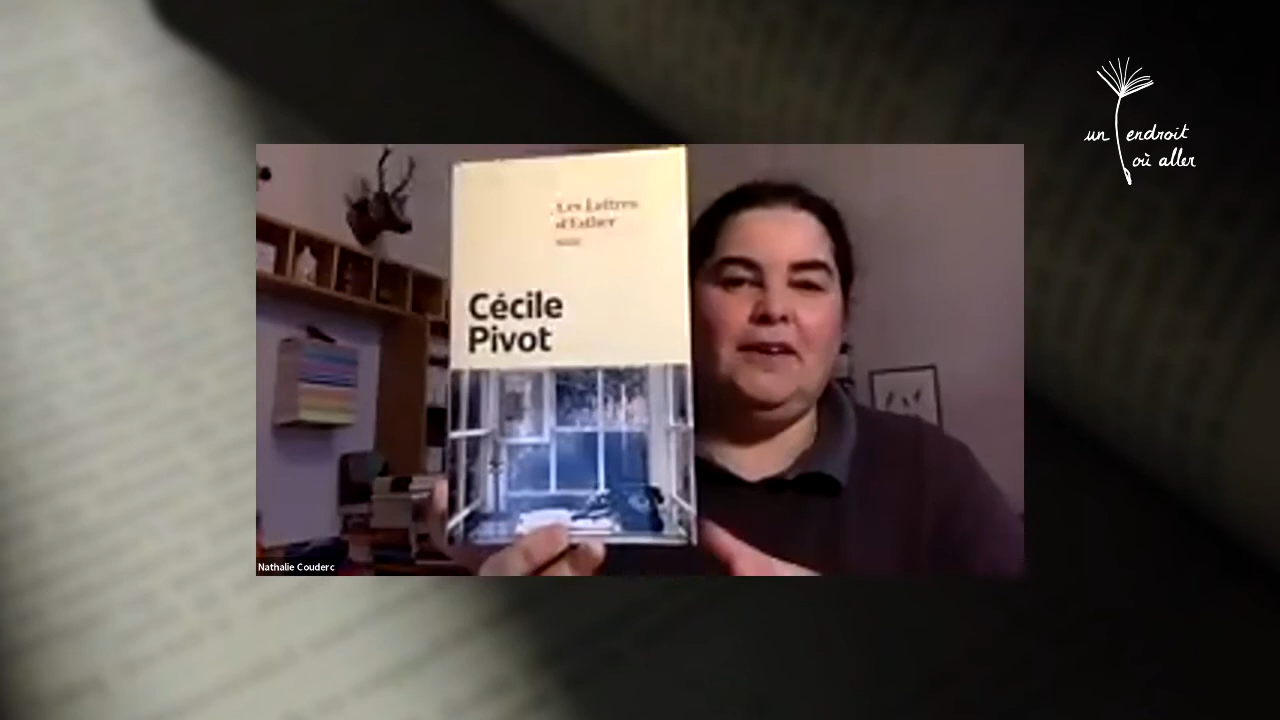 un endroit
où aller
Les Lettres
d'Esther
Cécile
Pivot
Nathalie Couderc